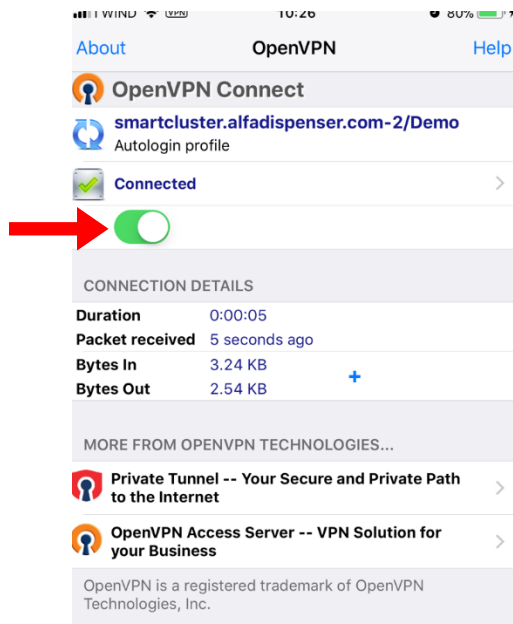 I WIND VPN 10:26 80%
About OpenVPN Help
OpenVPN Connect
smartcluster.alfadispenser.com-2/Demo
Autologin profile
Connected
CONNECTION DETAILS
Duration 0:00:05
Packet received 5 seconds ago
Bytes In 3.24 KB
+
Bytes Out 2.54 KB
MORE FROM OPENVPN TECHNOLOGIES...
Private Tunnel -- Your Secure and Private Path
to the Internet
OpenVPN Access Server -- VPN Solution for
your Business
OpenVPN is a registered trademark of OpenVPN
Technologies, Inc.